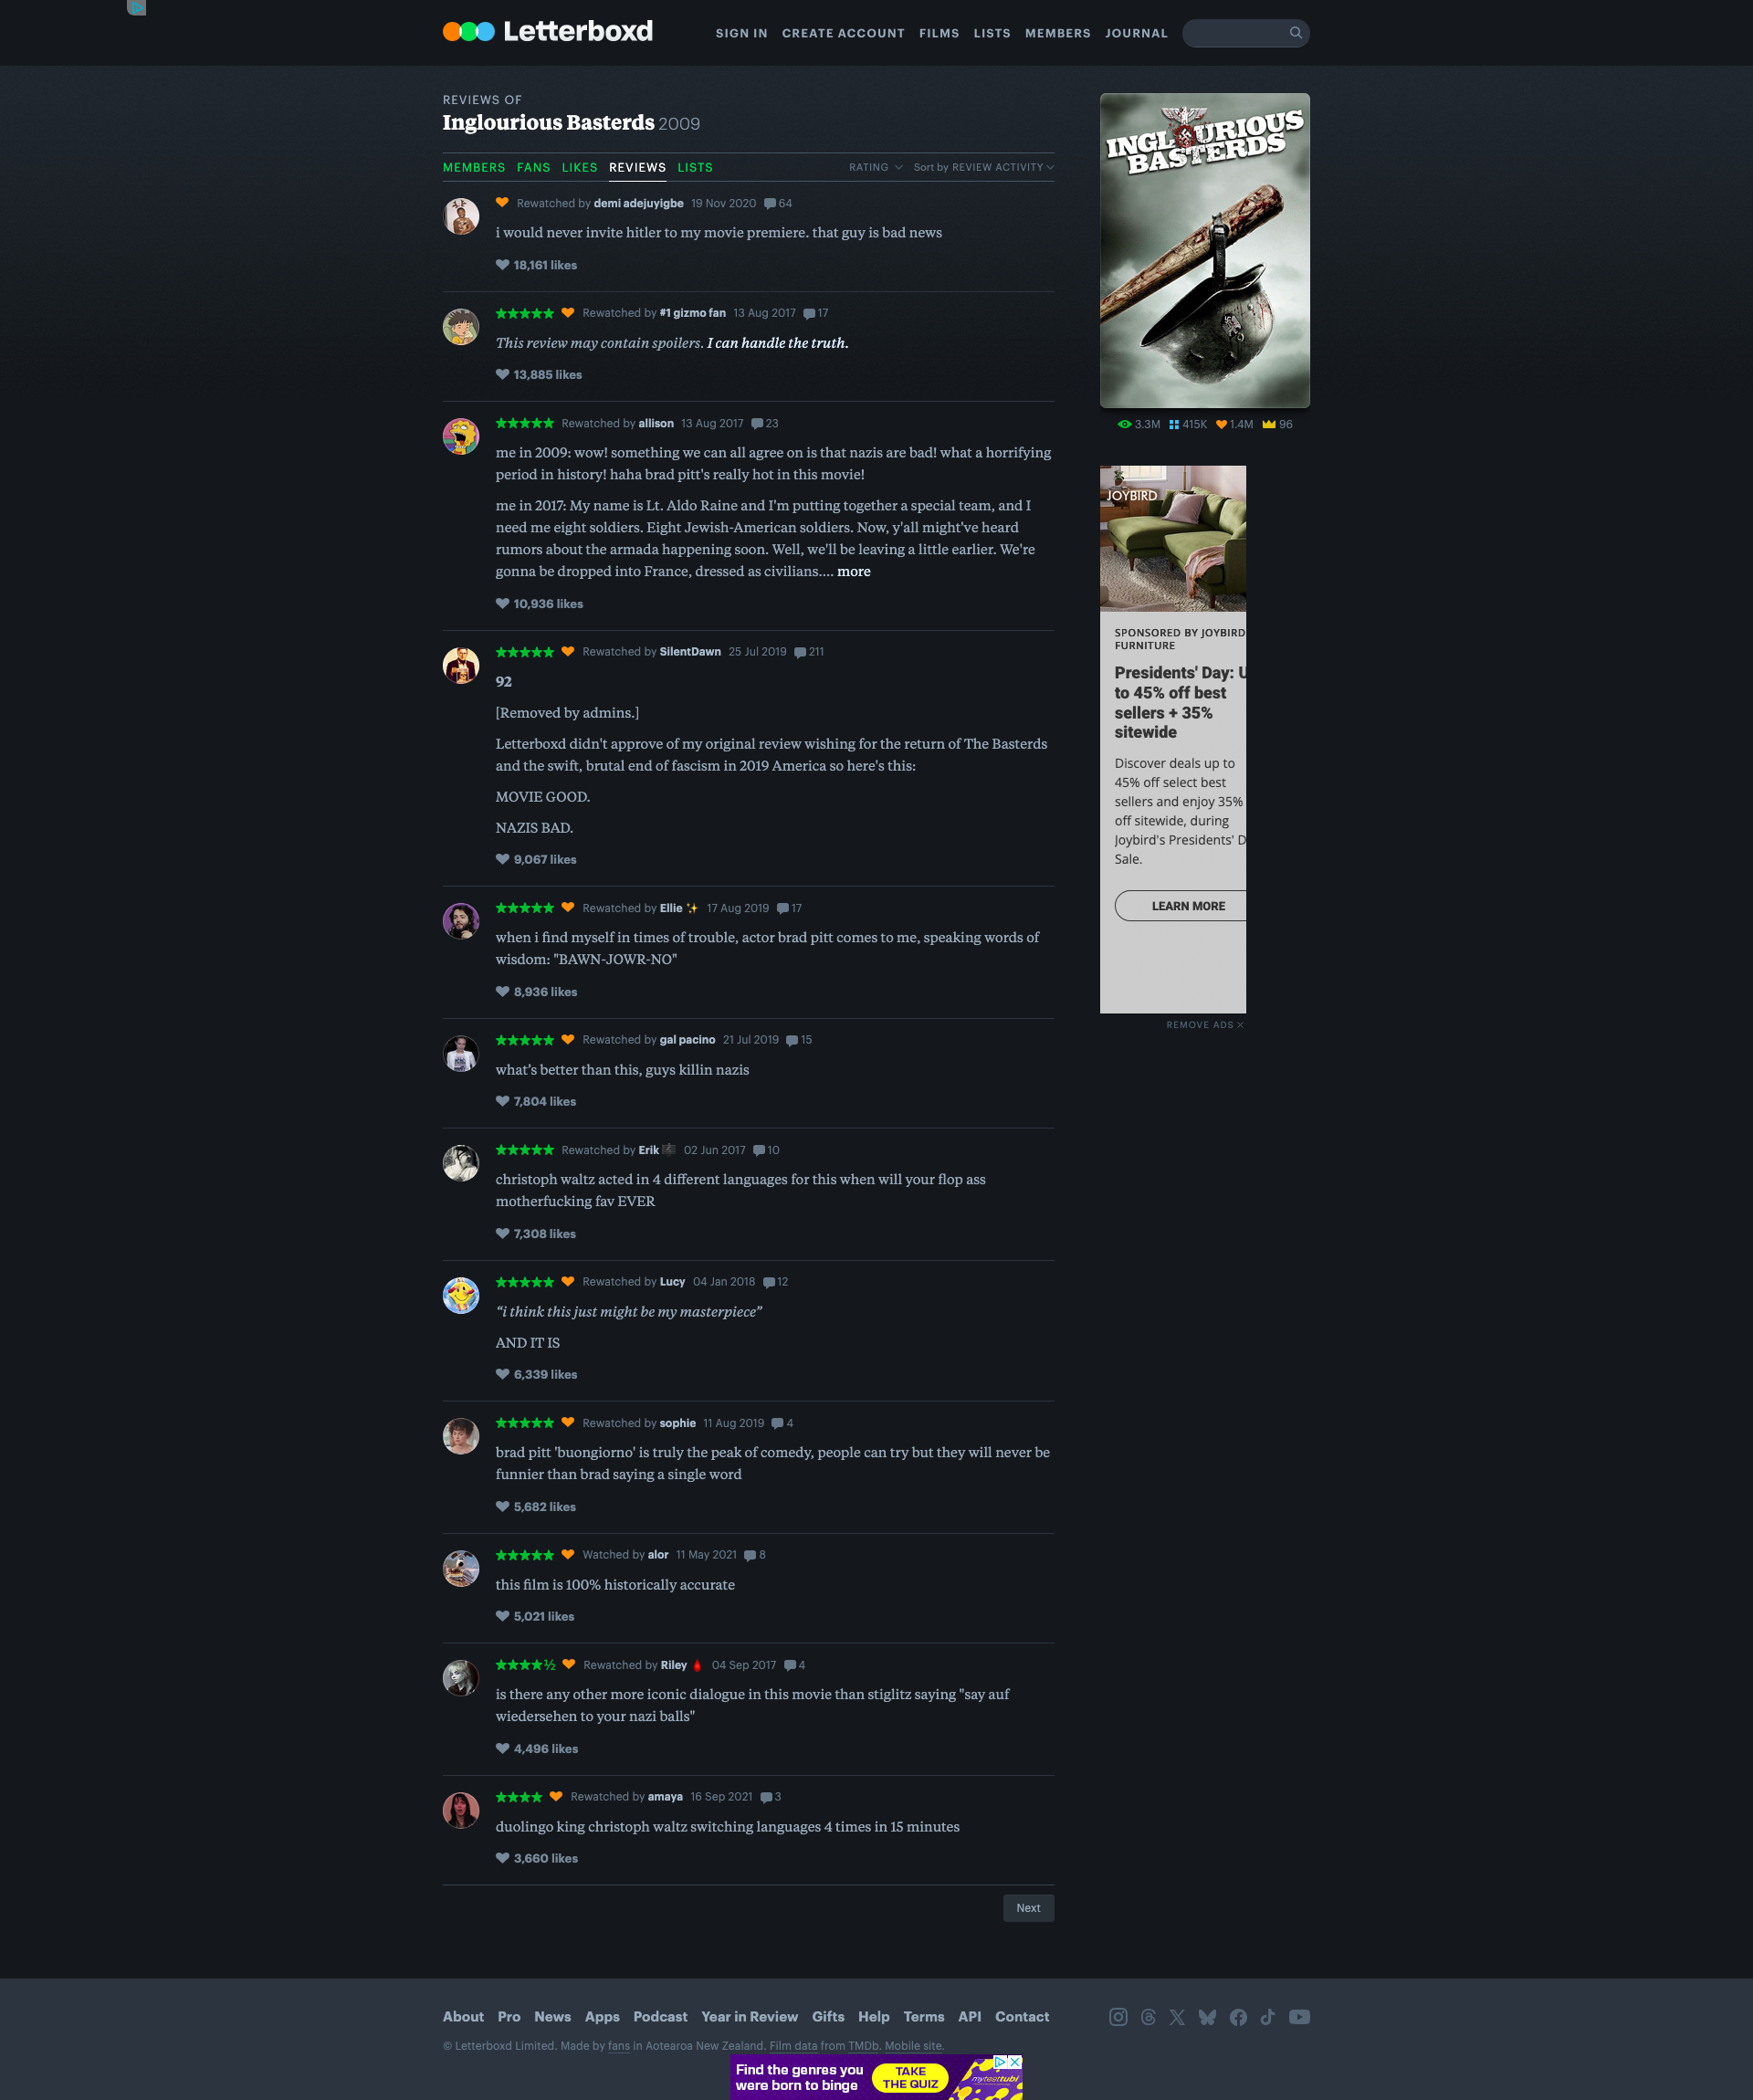 Letterboxd
SIGN IN CREATE ACCOUNT FILMS LISTS MEMBERS JOURNAL
REVIEWS OF
Inglourious Basterds 2009
MEMBERS FANS LIKES REVIEWS LISTS RATING Sort by REVIEW ACTIVITY
Rewatched by demi adejuyigbe 19 Nov 2020 64
i would never invite hitler to my movie premiere. that guy is bad news
18,161 likes
★★★★★ Rewatched by #1 gizmo fan 13 Aug 2017 17
This review may contain spoilers. I can handle the truth.
13,885 likes
★★★★★ Rewatched by allison 13 Aug 2017 23
me in 2009: wow! something we can all agree on is that nazis are bad! what a horrifying
period in history! haha brad pitt's really hot in this movie!
me in 2017: My name is Lt. Aldo Raine and I'm putting together a special team, and I
need me eight soldiers. Eight Jewish-American soldiers. Now, y'all might've heard
rumors about the armada happening soon. Well, we'll be leaving a little earlier. We're
gonna be dropped into France, dressed as civilians.... more
10,936 likes
★★★★★ Rewatched by SilentDawn 25 Jul 2019 211
92
[Removed by admins.]
Letterboxd didn't approve of my original review wishing for the return of The Basterds
and the swift, brutal end of fascism in 2019 America so here's this:
MOVIE GOOD.
NAZIS BAD.
9,067 likes
★★★★★ Rewatched by Ellie ✨ 17 Aug 2019 17
when i find myself in times of trouble, actor brad pitt comes to me, speaking words of
wisdom: "BAWN-JOWR-NO"
8,936 likes
★★★★★ Rewatched by gal pacino 21 Jul 2019 15
what's better than this, guys killin nazis
7,804 likes
★★★★★ Rewatched by Erik 02 Jun 2017 10
christoph waltz acted in 4 different languages for this when will your flop ass
motherfucking fav EVER
7,308 likes
★★★★★ Rewatched by Lucy 04 Jan 2018 12
“i think this just might be my masterpiece”
AND IT IS
6,339 likes
★★★★★ Rewatched by sophie 11 Aug 2019 4
brad pitt 'buongiorno' is truly the peak of comedy, people can try but they will never be
funnier than brad saying a single word
5,682 likes
★★★★★ Watched by alor 11 May 2021 8
this film is 100% historically accurate
5,021 likes
★★★★½ Rewatched by Riley 🩸 04 Sep 2017 4
is there any other more iconic dialogue in this movie than stiglitz saying "say auf
wiedersehen to your nazi balls"
4,496 likes
★★★★ Rewatched by amaya 16 Sep 2021 3
duolingo king christoph waltz switching languages 4 times in 15 minutes
3,660 likes
Next
INGLOURIOUS
BASTERDS
3.3M 415K 1.4M 96
JOYBIRD
SPONSORED BY JOYBIRD
FURNITURE
Presidents' Day: U
to 45% off best
sellers + 35%
sitewide
Discover deals up to
45% off select best
sellers and enjoy 35%
off sitewide, during
Joybird's Presidents' D
Sale.
LEARN MORE
REMOVE ADS ×
About Pro News Apps Podcast Year in Review Gifts Help Terms API Contact
© Letterboxd Limited. Made by fans in Aotearoa New Zealand. Film data from TMDb. Mobile site.
Find the genres you
were born to binge
TAKE
THE QUIZ
mytesttubi